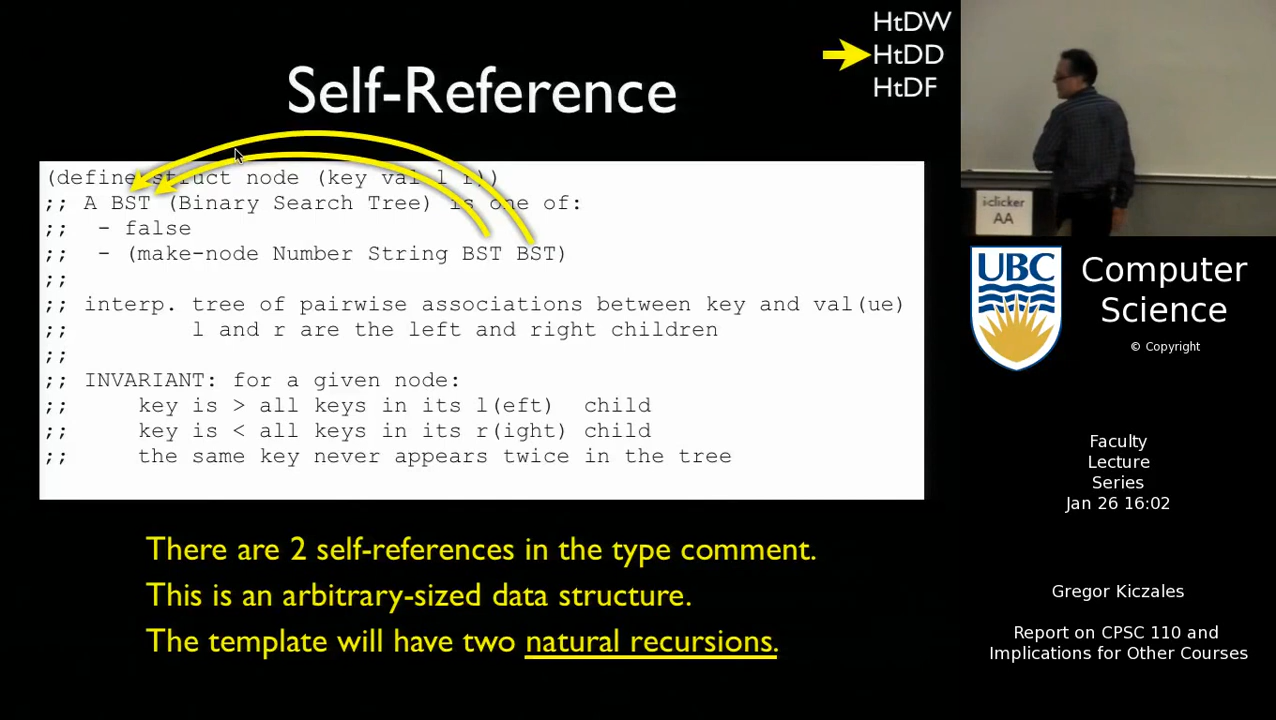 HtDW
HtDD
HtDF
Self-Reference
(define-struct node (key val l r))
;; A BST (Binary Search Tree) is one of:
;;  - false
;;  - (make-node Number String BST BST)
;;
;; interp. tree of pairwise associations between key and val(ue)
;;         l and r are the left and right children
;;
;; INVARIANT: for a given node:
;;     key is > all keys in its l(eft)  child
;;     key is < all keys in its r(ight) child
;;     the same key never appears twice in the tree
There are 2 self-references in the type comment.
This is an arbitrary-sized data structure.
The template will have two natural recursions.
i-clicker
AA
UBC
Computer
Science
© Copyright
Faculty
Lecture
Series
Jan 26 16:02
Gregor Kiczales
Report on CPSC 110 and
Implications for Other Courses